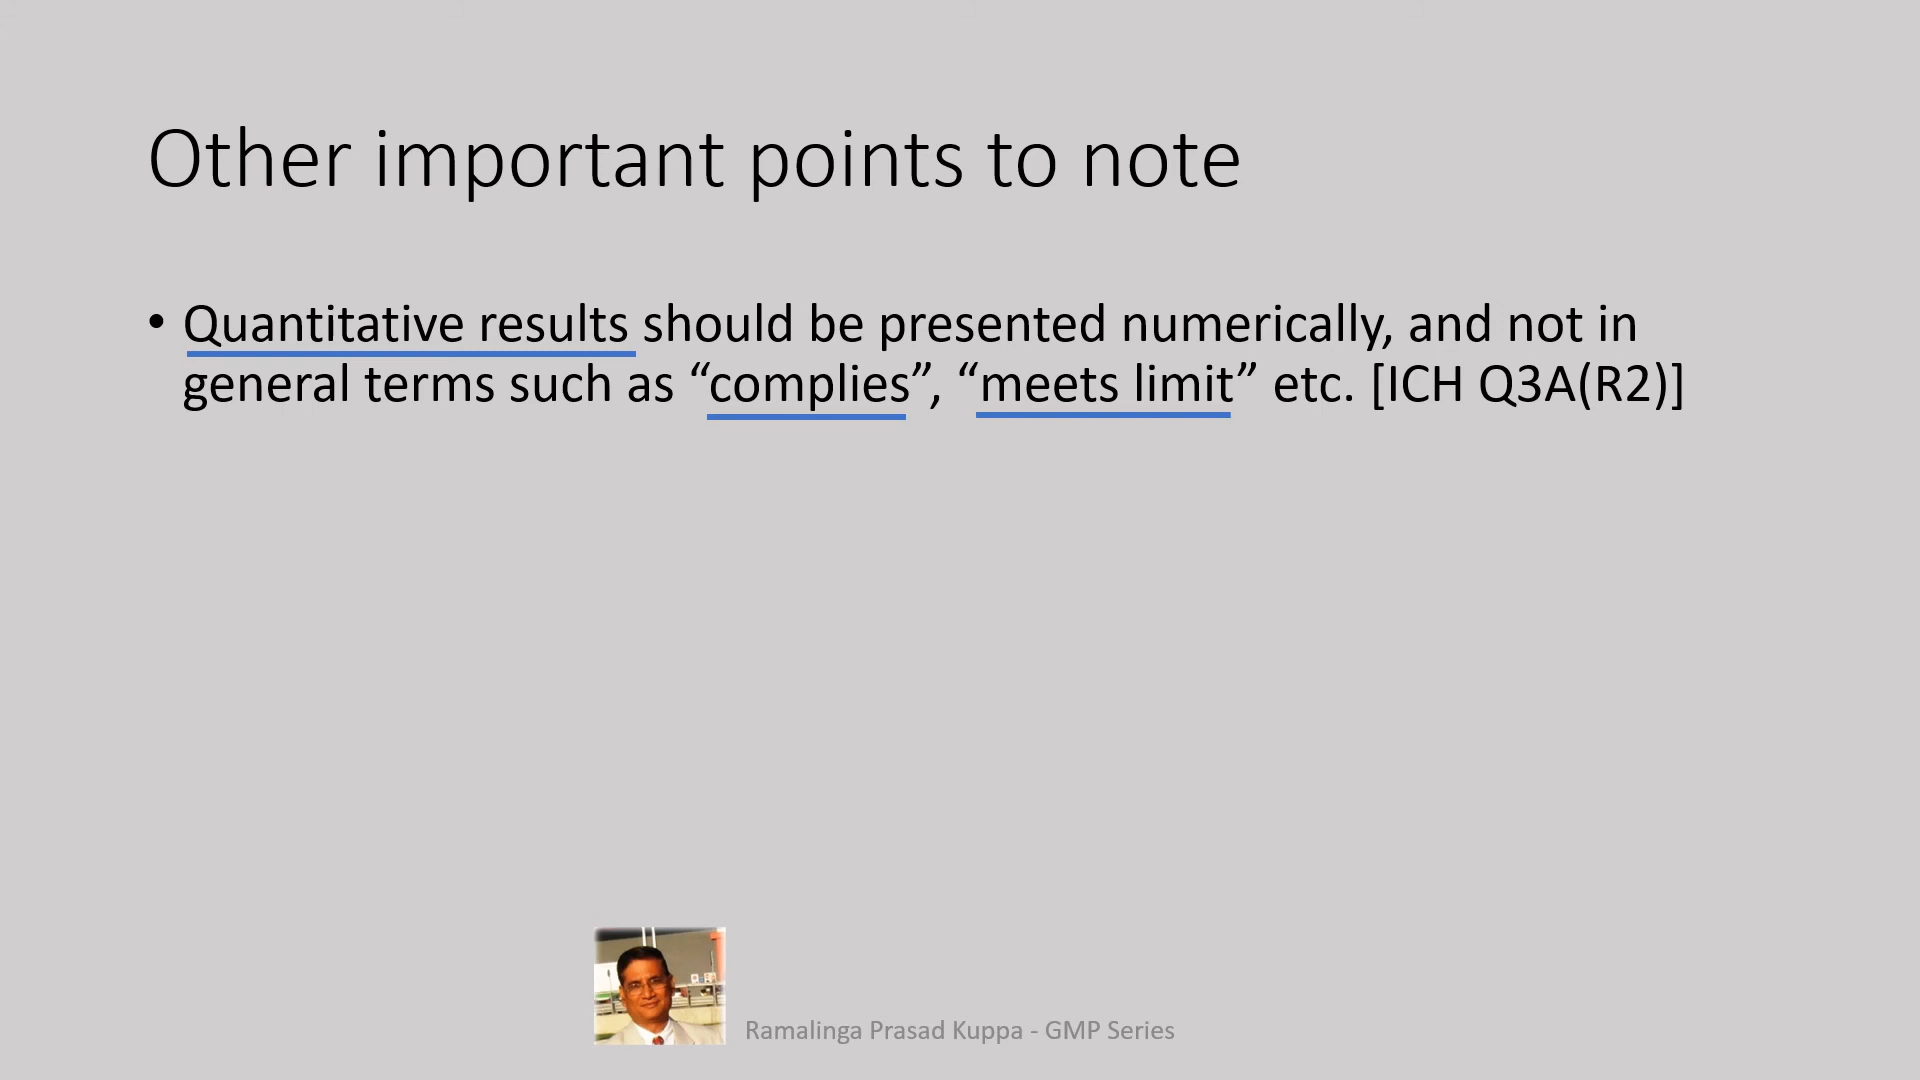 Other important points to note
• Quantitative results should be presented numerically, and not in
general terms such as “complies”, “meets limit” etc. [ICH Q3A(R2)]
Ramalinga Prasad Kuppa - GMP Series